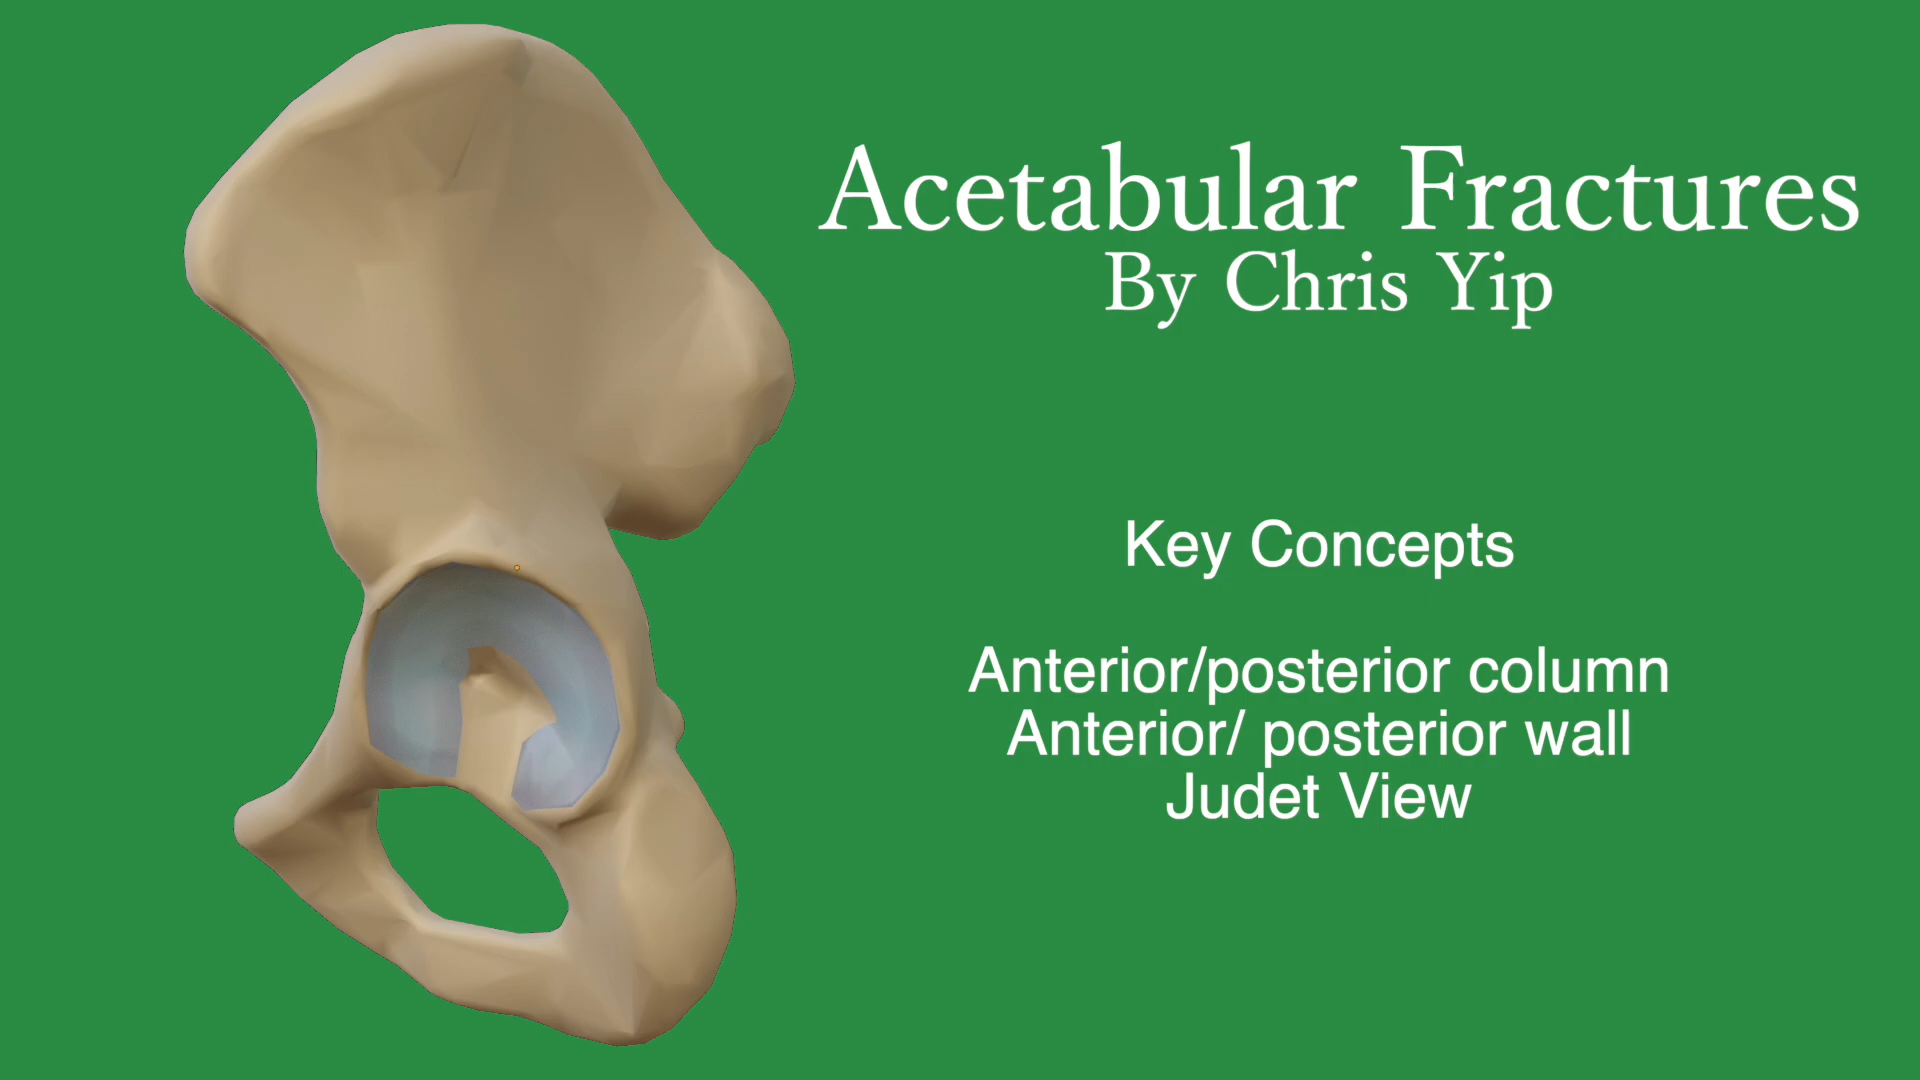 Acetabular Fractures
By Chris Yip
Key Concepts
Anterior/posterior column
Anterior/ posterior wall
Judet View